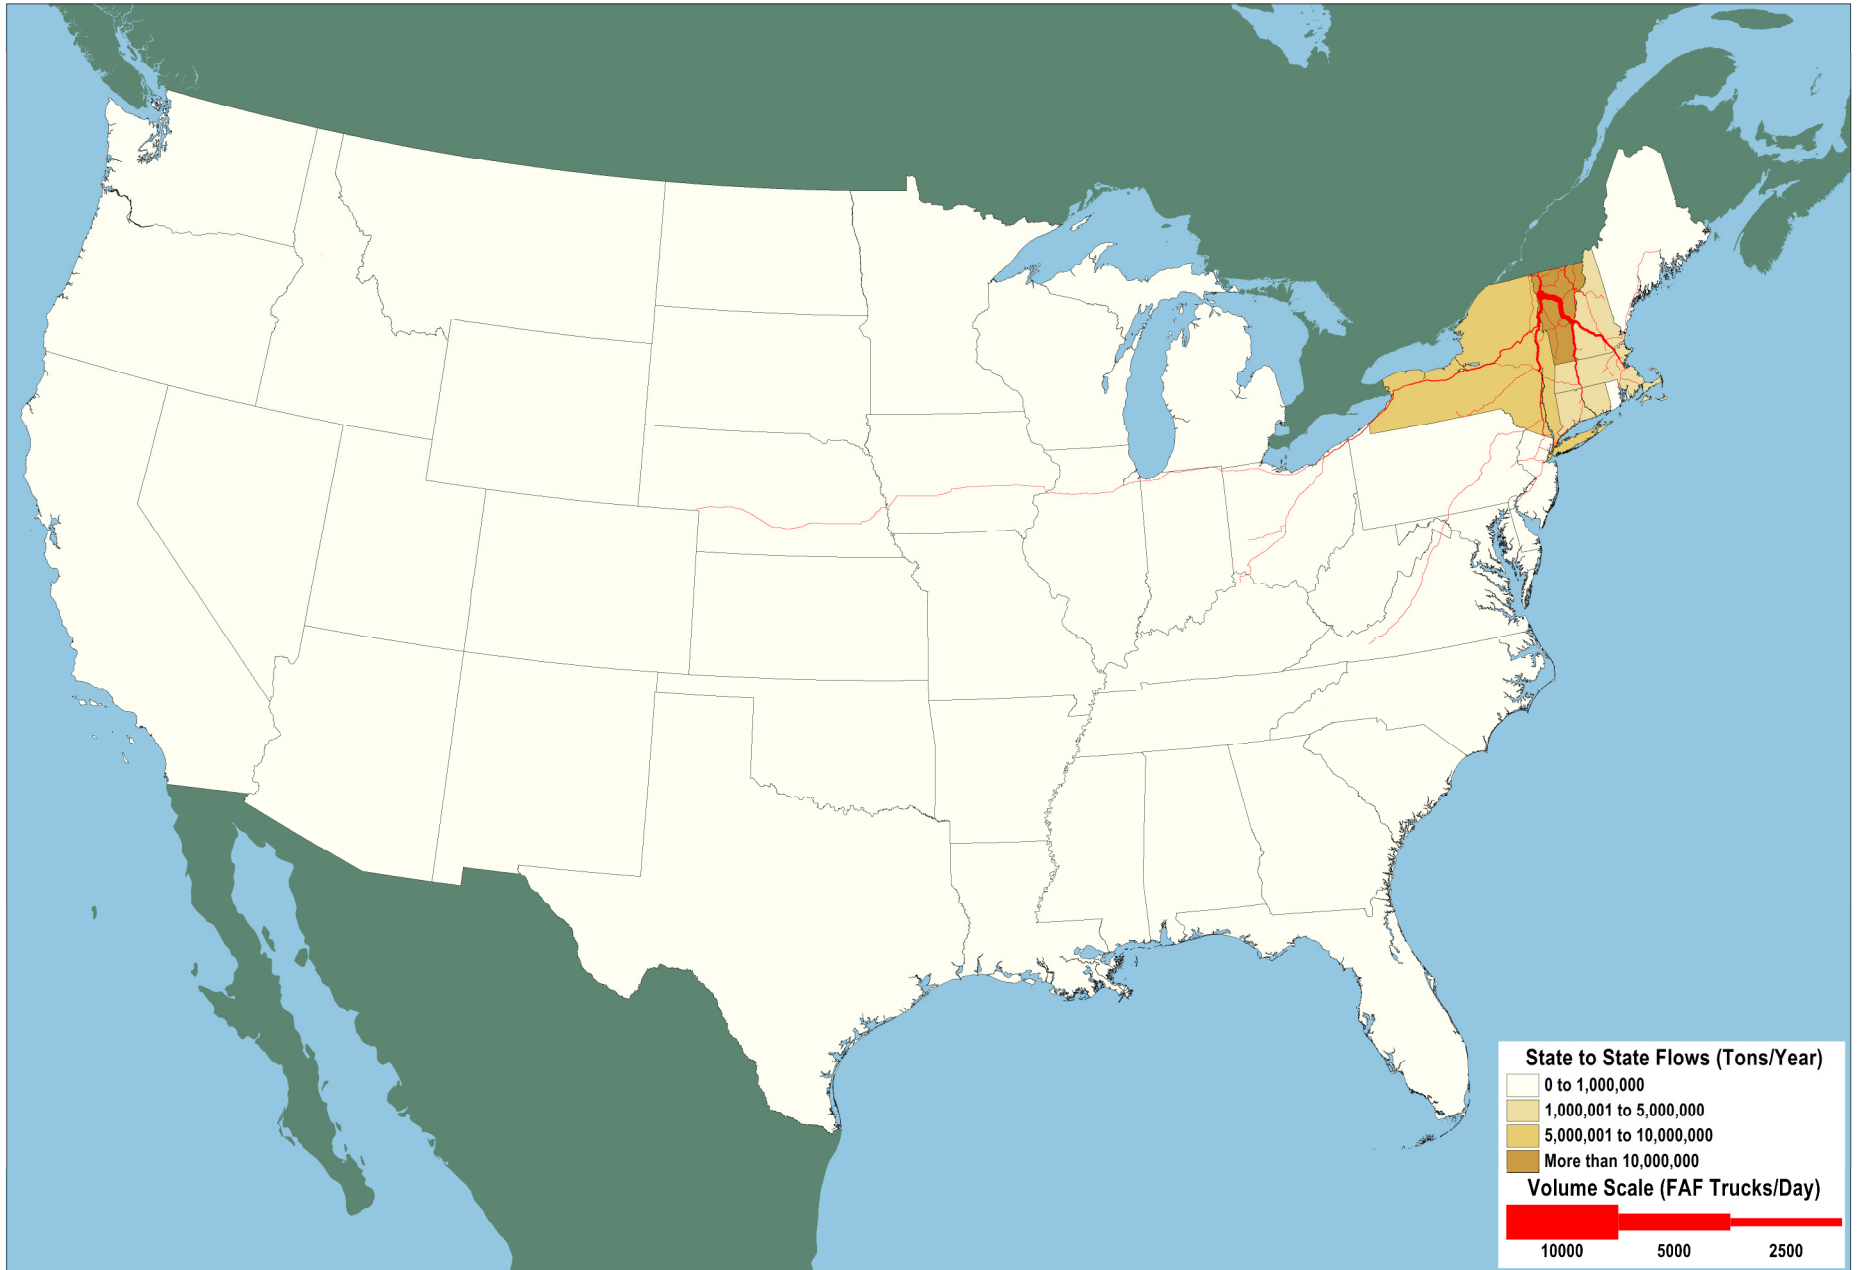 State to State Flows (Tons/Year)
0 to 1,000,000
1,000,001 to 5,000,000
5,000,001 to 10,000,000
More than 10,000,000
Volume Scale (FAF Trucks/Day)
10000 5000 2500